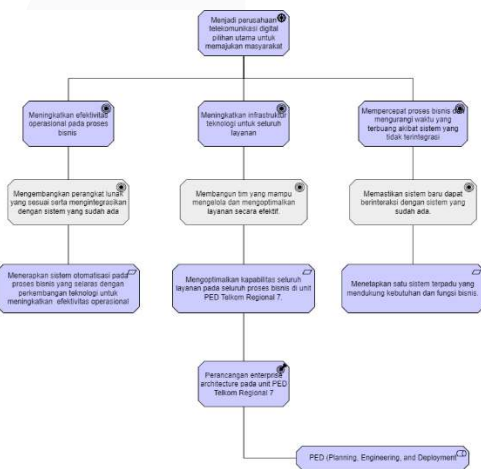 Menjadi perusahaan
telekomunikasi digital
pilihan utama untuk
memajukan masyarakat
Meningkatkan efektivitas
operasional pada proses
bisnis
Meningkatkan infrastruktur
teknologi untuk seluruh
layanan
Mempercepat proses bisnis dan
mengurangi waktu yang
terbuang akibat sistem yang
tidak terintegrasi
Mengembangkan perangkat lunak
yang sesuai serta mengintegrasikan
dengan sistem yang sudah ada
Membangun tim yang mampu
mengelola dan mengoptimalkan
layanan secara efektif.
Memastikan sistem baru dapat
berinteraksi dengan sistem yang
sudah ada.
Menerapkan sistem otomatisasi pada
proses bisnis yang selaras dengan
perkembangan teknologi untuk
meningkatkan efektivitas operasional
Mengoptimalkan kapabilitas seluruh
layanan pada seluruh proses bisnis di unit
PED Telkom Regional 7.
Menetapkan satu sistem terpadu yang
mendukung kebutuhan dan fungsi bisnis.
Perancangan enterprise
architecture pada unit PED
Telkom Regional 7
PED (Planning, Engineering, and Deployment